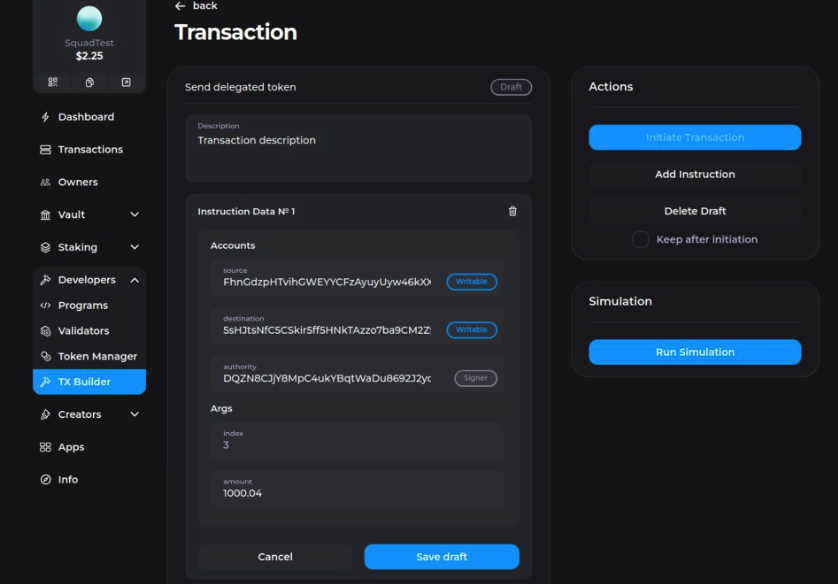 SquadTest
$2.25
Dashboard
Transactions
Owners
Vault
Staking
Developers
Programs
Validators
Token Manager
TX Builder
Creators
Apps
Info
back
Transaction
Send delegated token
Draft
Description
Transaction description
Instruction Data Nº 1
Accounts
source
FhnGdzpHTvihGWEYYCFzAyuyUyw46kXX
Writable
destination
5sHJtsNfC5CSkir5ff5HNkTAzzo7ba9CM2Z
Writable
authority
DQZN8CJjY8MpC4ukYBqtWaDu8692J2yc
Signer
Args
index
3
amount
1000.04
Cancel
Save draft
Actions
Initiate Transaction
Add Instruction
Delete Draft
Keep after initiation
Simulation
Run Simulation